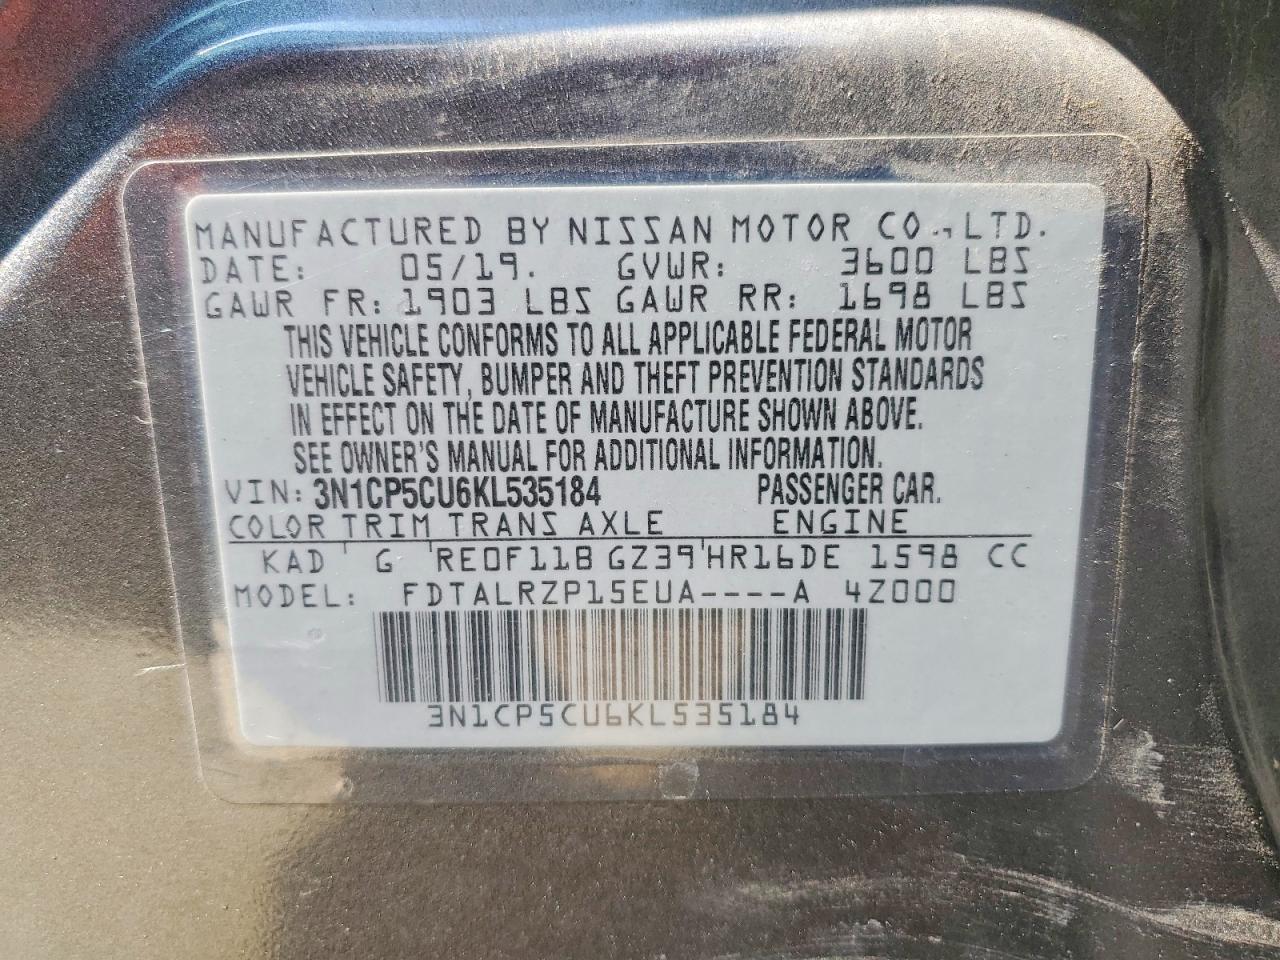 MANUFACTURED BY NISSAN MOTOR CO., LTD.
DATE: 05/19. GVWR: 3600 LBS
GAWR FR: 1903 LBS GAWR RR: 1698 LBS
THIS VEHICLE CONFORMS TO ALL APPLICABLE FEDERAL MOTOR
VEHICLE SAFETY, BUMPER AND THEFT PREVENTION STANDARDS
IN EFFECT ON THE DATE OF MANUFACTURE SHOWN ABOVE.
SEE OWNER'S MANUAL FOR ADDITIONAL INFORMATION.
VIN: 3N1CP5CU6KL535184 PASSENGER CAR.
COLOR TRIM TRANS AXLE ENGINE
KAD G RE0F11B GZ39 HR16DE 1598 CC
MODEL: FDTALRZP15EUA----A 4Z000
3N1CP5CU6KL535184